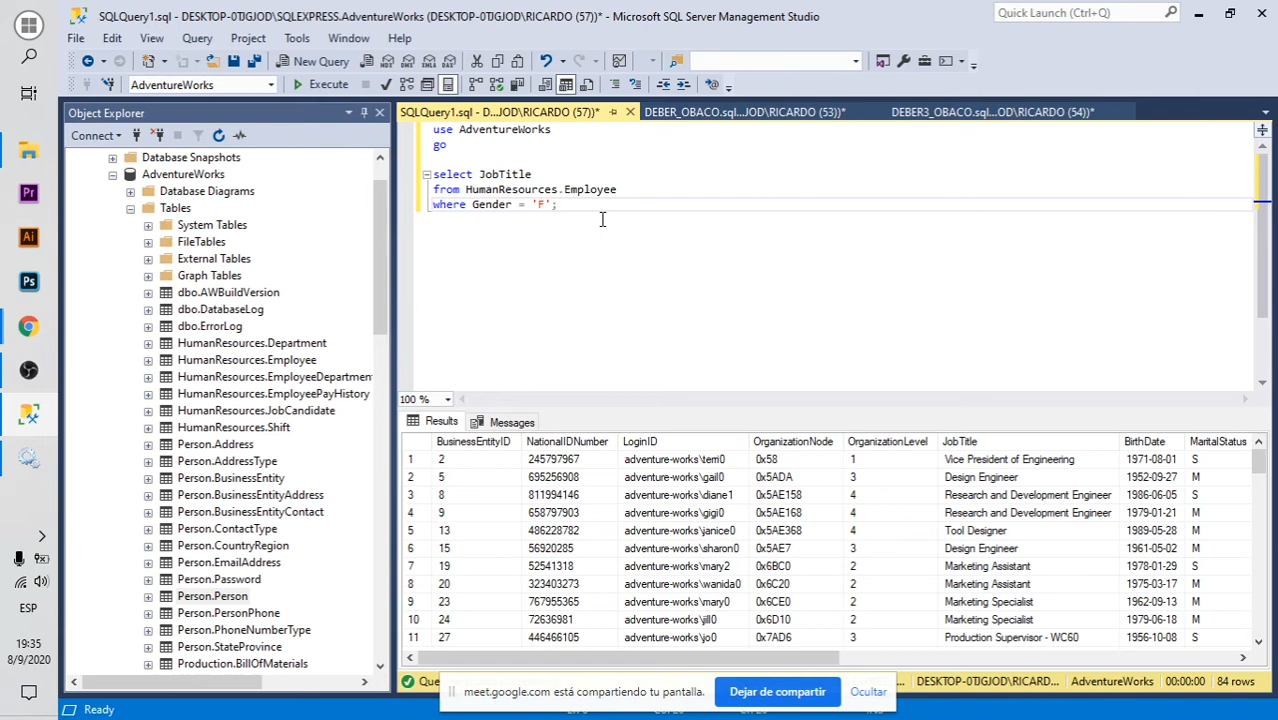 SQLQuery1.sql - DESKTOP-0TIGJOD\SQLEXPRESS.AdventureWorks (DESKTOP-0TIGJOD\RICARDO (57))* - Microsoft SQL Server Management Studio
Quick Launch (Ctrl+Q)
File Edit View Query Project Tools Window Help
New Query
AdventureWorks Execute
Object Explorer
SQLQuery1.sql - D...JOD\RICARDO (57))* DEBER_OBACO.sql...OD\RICARDO (53))* DEBER3_OBACO.sql...OD\RICARDO (54))*
Connect
Database Snapshots
AdventureWorks
Database Diagrams
Tables
System Tables
FileTables
External Tables
Graph Tables
dbo.AWBuildVersion
dbo.DatabaseLog
dbo.ErrorLog
HumanResources.Department
HumanResources.Employee
HumanResources.EmployeeDepartmen
HumanResources.EmployeePayHistory
HumanResources.JobCandidate
HumanResources.Shift
Person.Address
Person.AddressType
Person.BusinessEntity
Person.BusinessEntityAddress
Person.BusinessEntityContact
Person.ContactType
Person.CountryRegion
Person.EmailAddress
Person.Password
Person.Person
Person.PersonPhone
Person.PhoneNumberType
Person.StateProvince
Production.BillOfMaterials
use AdventureWorks
go
select JobTitle
from HumanResources.Employee
where Gender = 'F';
100 %
Results Messages
BusinessEntityID NationalIDNumber LoginID OrganizationNode OrganizationLevel JobTitle BirthDate MaritalStatus
1 2 245797967 adventure-works\terri0 0x58 1 Vice President of Engineering 1971-08-01 S
2 5 695256908 adventure-works\gail0 0x5ADA 3 Design Engineer 1952-09-27 M
3 8 811994146 adventure-works\diane1 0x5AE158 4 Research and Development Engineer 1986-06-05 S
4 9 658797903 adventure-works\gigi0 0x5AE168 4 Research and Development Engineer 1979-01-21 M
5 13 486228782 adventure-works\janice0 0x5AE368 4 Tool Designer 1989-05-28 M
6 15 56920285 adventure-works\sharon0 0x5AE7 3 Design Engineer 1961-05-02 M
7 19 52541318 adventure-works\mary2 0x6BC0 2 Marketing Assistant 1978-01-29 S
8 20 323403273 adventure-works\wanida0 0x6C20 2 Marketing Assistant 1975-03-17 M
9 23 767955365 adventure-works\mary0 0x6CE0 2 Marketing Specialist 1962-09-13 M
10 24 72636981 adventure-works\jill0 0x6D10 2 Marketing Specialist 1979-06-18 M
11 27 446466105 adventure-works\jo0 0x7AD6 3 Production Supervisor - WC60 1956-10-08 S
DESKTOP-0TIGJOD\RICARD... AdventureWorks 00:00:00 84 rows
meet.google.com está compartiendo tu pantalla. Dejar de compartir Ocultar
Ready
Pr
Ai
Ps
ESP
19:35
8/9/2020